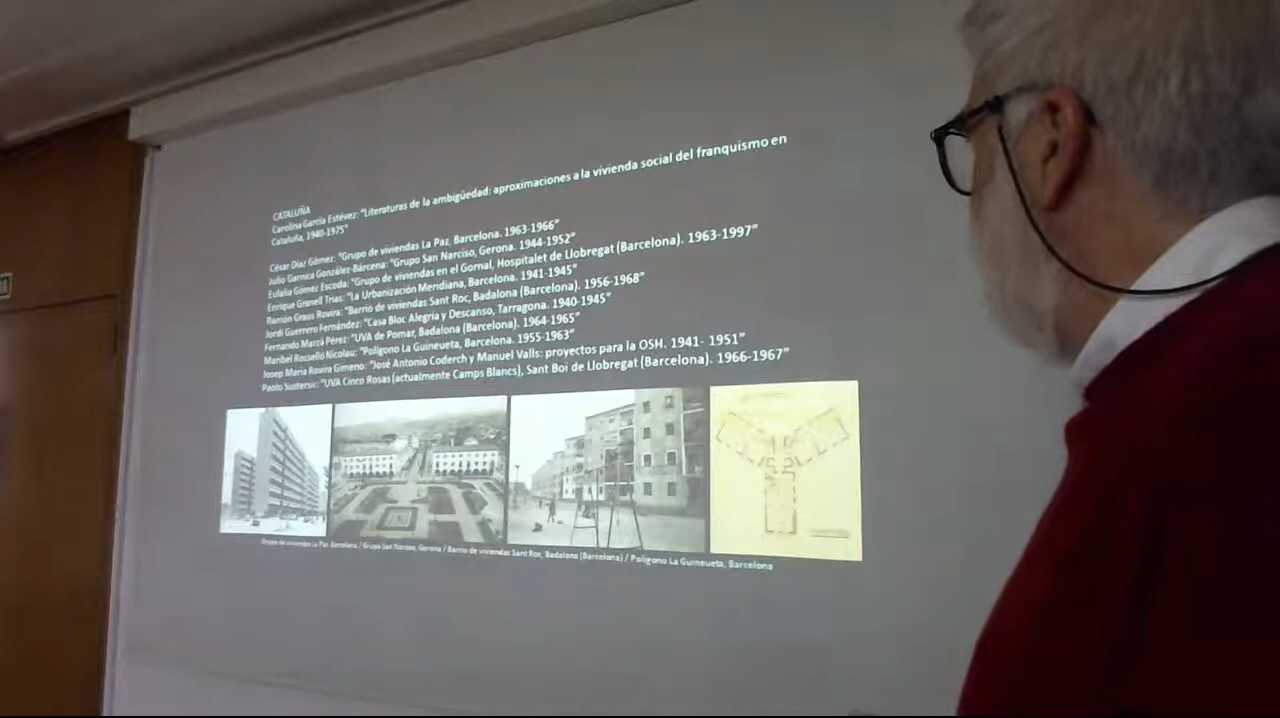 CATALUÑA
Carolina García Estévez: "Literaturas de la ambigüedad: aproximaciones a la vivienda social del franquismo en
Cataluña, 1940-1975"
César Díaz Gómez: "Grupo de viviendas La Paz, Barcelona. 1963-1966"
Julio Garnica González-Bárcena: "Grupo San Narciso, Gerona. 1944-1952"
Eulalia Gómez Escoda: "Grupo de viviendas en el Gornal, Hospitalet de Llobregat (Barcelona). 1963-1997"
Enrique Granell Trias: "La Urbanización Meridiana, Barcelona. 1941-1945"
Ramón Graus Rovira: "Barrio de viviendas Sant Roc, Badalona (Barcelona). 1956-1968"
Jordi Guerrero Fernández: "Casa Bloc Alegría y Descanso, Tarragona. 1940-1945"
Fernando Marzá Pérez: "UVA de Pomar, Badalona (Barcelona). 1964-1965"
Maribel Rosselló Nicolau: "Polígono La Guineueta, Barcelona. 1955-1963"
Josep Maria Rovira Gimeno: "José Antonio Coderch y Manuel Valls: proyectos para la OSH. 1941- 1951"
Paolo Sustersic: "UVA Cinco Rosas (actualmente Camps Blancs), Sant Boi de Llobregat (Barcelona). 1966-1967"
Grupo de viviendas La Paz, Barcelona / Grupo San Narciso, Gerona / Barrio de viviendas Sant Roc, Badalona (Barcelona) / Polígono La Guineueta, Barcelona